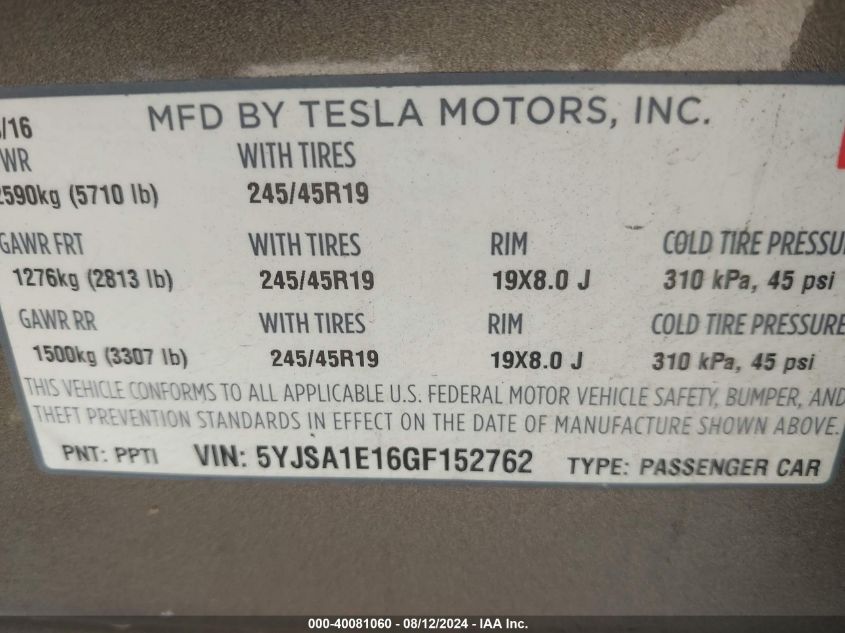 /16 MFD BY TESLA MOTORS, INC.
WR WITH TIRES
2590kg (5710 lb) 245/45R19
GAWR FRT WITH TIRES RIM COLD TIRE PRESSU
1276kg (2813 lb) 245/45R19 19X8.0 J 310 kPa, 45 psi
GAWR RR WITH TIRES RIM COLD TIRE PRESSURE
1500kg (3307 lb) 245/45R19 19X8.0 J 310 kPa, 45 psi
THIS VEHICLE CONFORMS TO ALL APPLICABLE U.S. FEDERAL MOTOR VEHICLE SAFETY, BUMPER, AND
THEFT PREVENTION STANDARDS IN EFFECT ON THE DATE OF MANUFACTURE SHOWN ABOVE.
PNT: PPTI VIN: 5YJSA1E16GF152762 TYPE: PASSENGER CAR
000-40081060 - 08/12/2024 - IAA Inc.